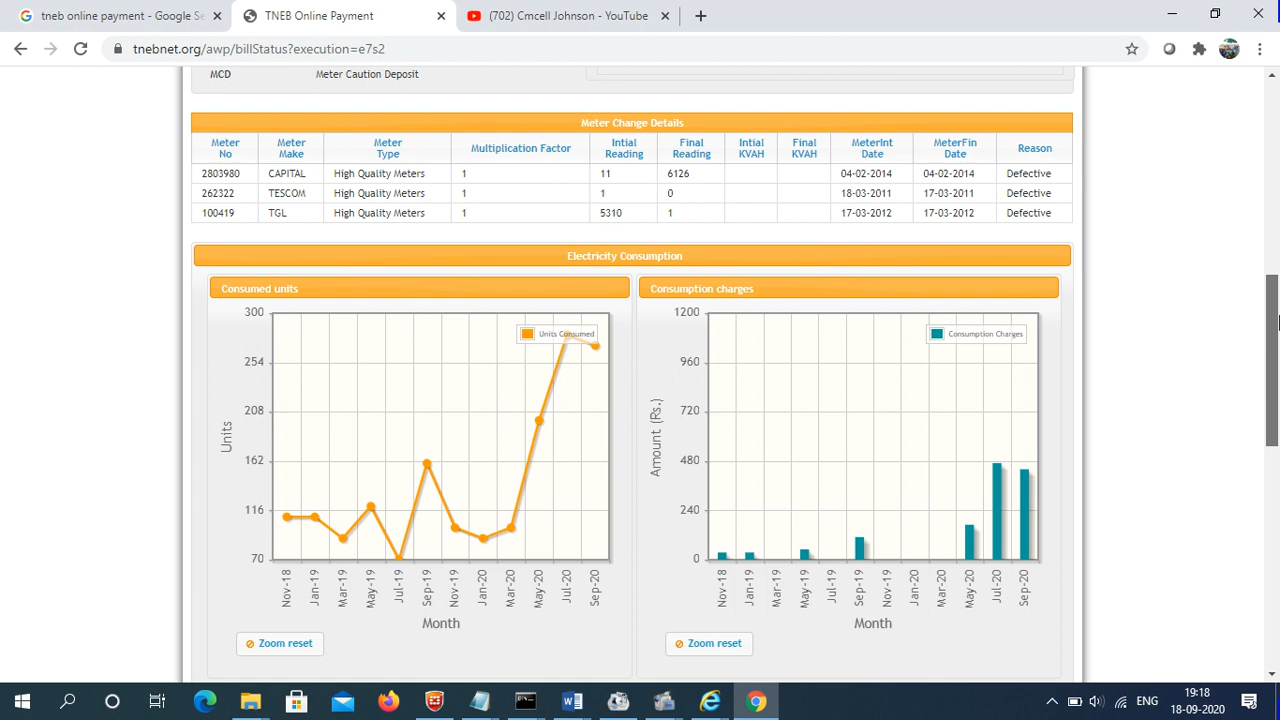 tneb online payment - Google Se
TNEB Online Payment
(702) Cmcell Johnson - YouTube
tnebnet.org/awp/billStatus?execution=e7s2
MCD Meter Caution Deposit
Meter Change Details
Meter No Meter Make Meter Type Multiplication Factor Intial Reading Final Reading Intial KVAH Final KVAH MeterInt Date MeterFin Date Reason
2803980 CAPITAL High Quality Meters 1 11 6126 04-02-2014 04-02-2014 Defective
262322 TESCOM High Quality Meters 1 1 0 18-03-2011 17-03-2011 Defective
100419 TGL High Quality Meters 1 5310 1 17-03-2012 17-03-2012 Defective
Electricity Consumption
Consumed units
300
254
208
162
116
70
Units
Units Consumed
Nov-18 Jan-19 Mar-19 May-19 Jul-19 Sep-19 Nov-19 Jan-20 Mar-20 May-20 Jul-20 Sep-20
Month
Zoom reset
Consumption charges
1200
960
720
480
240
0
Amount (Rs.)
Consumption Charges
Nov-18 Jan-19 Mar-19 May-19 Jul-19 Sep-19 Nov-19 Jan-20 Mar-20 May-20 Jul-20 Sep-20
Month
Zoom reset
ENG
19:18
18-09-2020